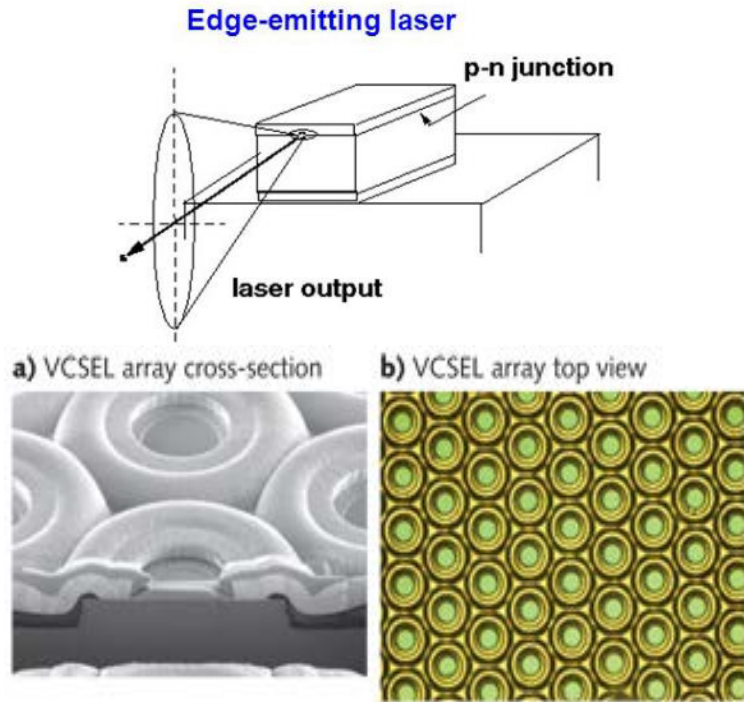 Edge-emitting laser
p-n junction
laser output
a) VCSEL array cross-section
b) VCSEL array top view